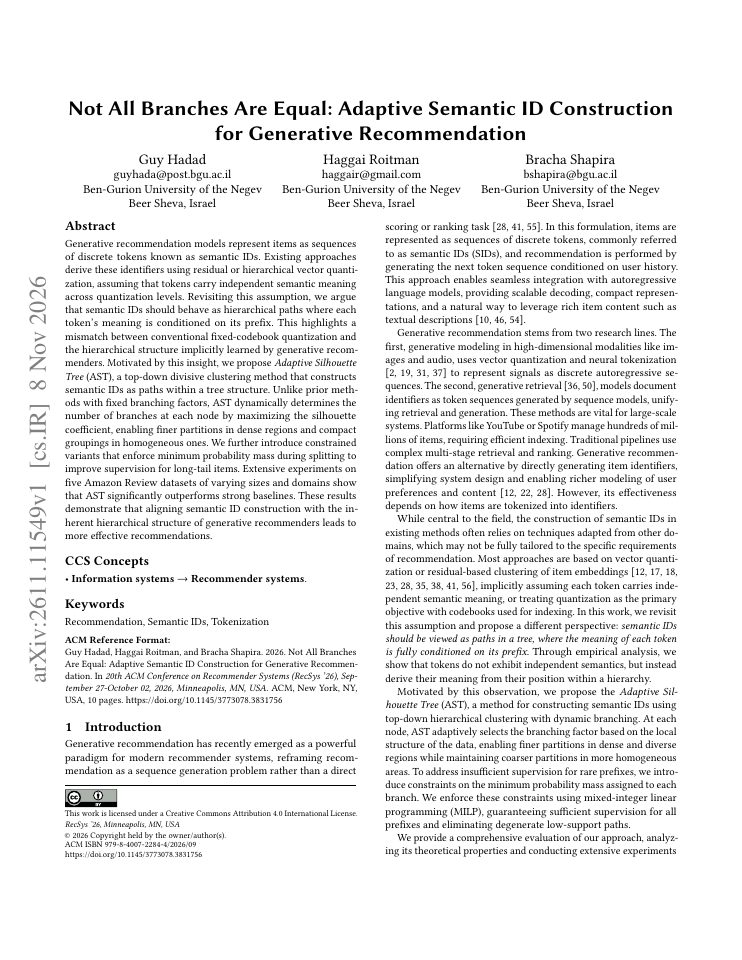 Not All Branches Are Equal: Adaptive Semantic ID Construction
for Generative Recommendation
Guy Hadad
guyhada@post.bgu.ac.il
Ben-Gurion University of the Negev
Beer Sheva, Israel
Haggai Roitman
haggair@gmail.com
Ben-Gurion University of the Negev
Beer Sheva, Israel
Bracha Shapira
bshapira@bgu.ac.il
Ben-Gurion University of the Negev
Beer Sheva, Israel
arXiv:2611.11549v1 [cs.IR] 8 Nov 2026
Abstract
Generative recommendation models represent items as sequences
of discrete tokens known as semantic IDs. Existing approaches
derive these identifiers using residual or hierarchical vector quanti-
zation, assuming that tokens carry independent semantic meaning
across quantization levels. Revisiting this assumption, we argue
that semantic IDs should behave as hierarchical paths where each
token's meaning is conditioned on its prefix. This highlights a
mismatch between conventional fixed-codebook quantization and
the hierarchical structure implicitly learned by generative recom-
menders. Motivated by this insight, we propose Adaptive Silhouette
Tree (AST), a top-down divisive clustering method that constructs
semantic IDs as paths within a tree structure. Unlike prior meth-
ods with fixed branching factors, AST dynamically determines the
number of branches at each node by maximizing the silhouette
coefficient, enabling finer partitions in dense regions and compact
groupings in homogeneous ones. We further introduce constrained
variants that enforce minimum probability mass during splitting to
improve supervision for long-tail items. Extensive experiments on
five Amazon Review datasets of varying sizes and domains show
that AST significantly outperforms strong baselines. These results
demonstrate that aligning semantic ID construction with the in-
herent hierarchical structure of generative recommenders leads to
more effective recommendations.
CCS Concepts
• Information systems → Recommender systems.
Keywords
Recommendation, Semantic IDs, Tokenization
ACM Reference Format:
Guy Hadad, Haggai Roitman, and Bracha Shapira. 2026. Not All Branches
Are Equal: Adaptive Semantic ID Construction for Generative Recommen-
dation. In 20th ACM Conference on Recommender Systems (RecSys '26), Sep-
tember 27-October 02, 2026, Minneapolis, MN, USA. ACM, New York, NY,
USA, 10 pages. https://doi.org/10.1145/3773078.3831756
1 Introduction
Generative recommendation has recently emerged as a powerful
paradigm for modern recommender systems, reframing recom-
mendation as a sequence generation problem rather than a direct
cc BY
This work is licensed under a Creative Commons Attribution 4.0 International License.
RecSys '26, Minneapolis, MN, USA
© 2026 Copyright held by the owner/author(s).
ACM ISBN 979-8-4007-2284-4/2026/09
https://doi.org/10.1145/3773078.3831756
scoring or ranking task [28, 41, 55]. In this formulation, items are
represented as sequences of discrete tokens, commonly referred
to as semantic IDs (SIDs), and recommendation is performed by
generating the next token sequence conditioned on user history.
This approach enables seamless integration with autoregressive
language models, providing scalable decoding, compact represen-
tations, and a natural way to leverage rich item content such as
textual descriptions [10, 46, 54].
Generative recommendation stems from two research lines. The
first, generative modeling in high-dimensional modalities like im-
ages and audio, uses vector quantization and neural tokenization
[2, 19, 31, 37] to represent signals as discrete autoregressive se-
quences. The second, generative retrieval [36, 50], models document
identifiers as token sequences generated by sequence models, unify-
ing retrieval and generation. These methods are vital for large-scale
systems. Platforms like YouTube or Spotify manage hundreds of mil-
lions of items, requiring efficient indexing. Traditional pipelines use
complex multi-stage retrieval and ranking. Generative recommen-
dation offers an alternative by directly generating item identifiers,
simplifying system design and enabling richer modeling of user
preferences and content [12, 22, 28]. However, its effectiveness
depends on how items are tokenized into identifiers.
While central to the field, the construction of semantic IDs in
existing methods often relies on techniques adapted from other do-
mains, which may not be fully tailored to the specific requirements
of recommendation. Most approaches are based on vector quanti-
zation or residual-based clustering of item embeddings [12, 17, 18,
23, 28, 35, 38, 41, 56], implicitly assuming each token carries inde-
pendent semantic meaning, or treating quantization as the primary
objective with codebooks used for indexing. In this work, we revisit
this assumption and propose a different perspective: semantic IDs
should be viewed as paths in a tree, where the meaning of each token
is fully conditioned on its prefix. Through empirical analysis, we
show that tokens do not exhibit independent semantics, but instead
derive their meaning from their position within a hierarchy.
Motivated by this observation, we propose the Adaptive Sil-
houette Tree (AST), a method for constructing semantic IDs using
top-down hierarchical clustering with dynamic branching. At each
node, AST adaptively selects the branching factor based on the local
structure of the data, enabling finer partitions in dense and diverse
regions while maintaining coarser partitions in more homogeneous
areas. To address insufficient supervision for rare prefixes, we intro-
duce constraints on the minimum probability mass assigned to each
branch. We enforce these constraints using mixed-integer linear
programming (MILP), guaranteeing sufficient supervision for all
prefixes and eliminating degenerate low-support paths.
We provide a comprehensive evaluation of our approach, analyz-
ing its theoretical properties and conducting extensive experiments